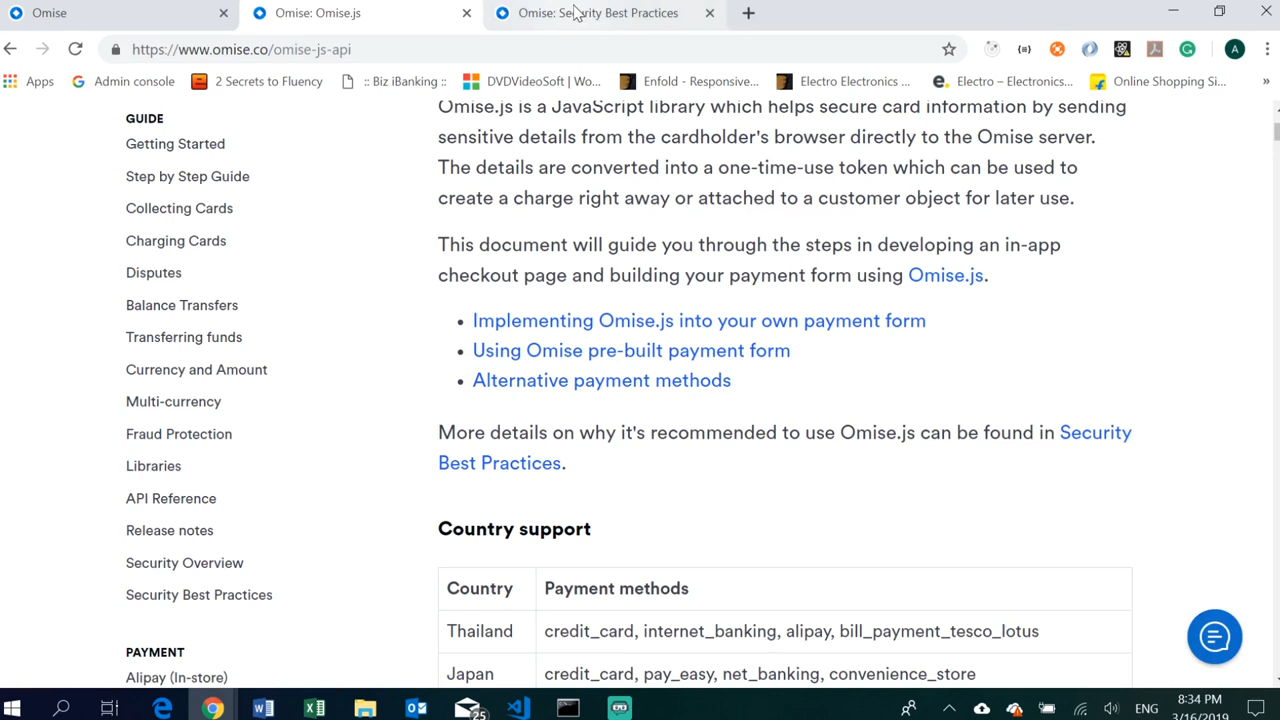 Omise
Omise: Omise.js
Omise: Security Best Practices
https://www.omise.co/omise-js-api
A
Apps
Admin console
2 Secrets to Fluency
:: Biz iBanking ::
DVDVideoSoft | Wo...
Enfold - Responsive...
Electro Electronics ...
Electro – Electronics...
Online Shopping Si...
»
GUIDE
Getting Started
Step by Step Guide
Collecting Cards
Charging Cards
Disputes
Balance Transfers
Transferring funds
Currency and Amount
Multi-currency
Fraud Protection
Libraries
API Reference
Release notes
Security Overview
Security Best Practices
PAYMENT
Alipay (In-store)
Omise.js is a JavaScript library which helps secure card information by sending
sensitive details from the cardholder's browser directly to the Omise server.
The details are converted into a one-time-use token which can be used to
create a charge right away or attached to a customer object for later use.
This document will guide you through the steps in developing an in-app
checkout page and building your payment form using Omise.js.
• Implementing Omise.js into your own payment form
• Using Omise pre-built payment form
• Alternative payment methods
More details on why it's recommended to use Omise.js can be found in Security
Best Practices.
Country support
Country Payment methods
Thailand credit_card, internet_banking, alipay, bill_payment_tesco_lotus
Japan credit_card, pay_easy, net_banking, convenience_store
25
ENG
8:34 PM
3/16/2019